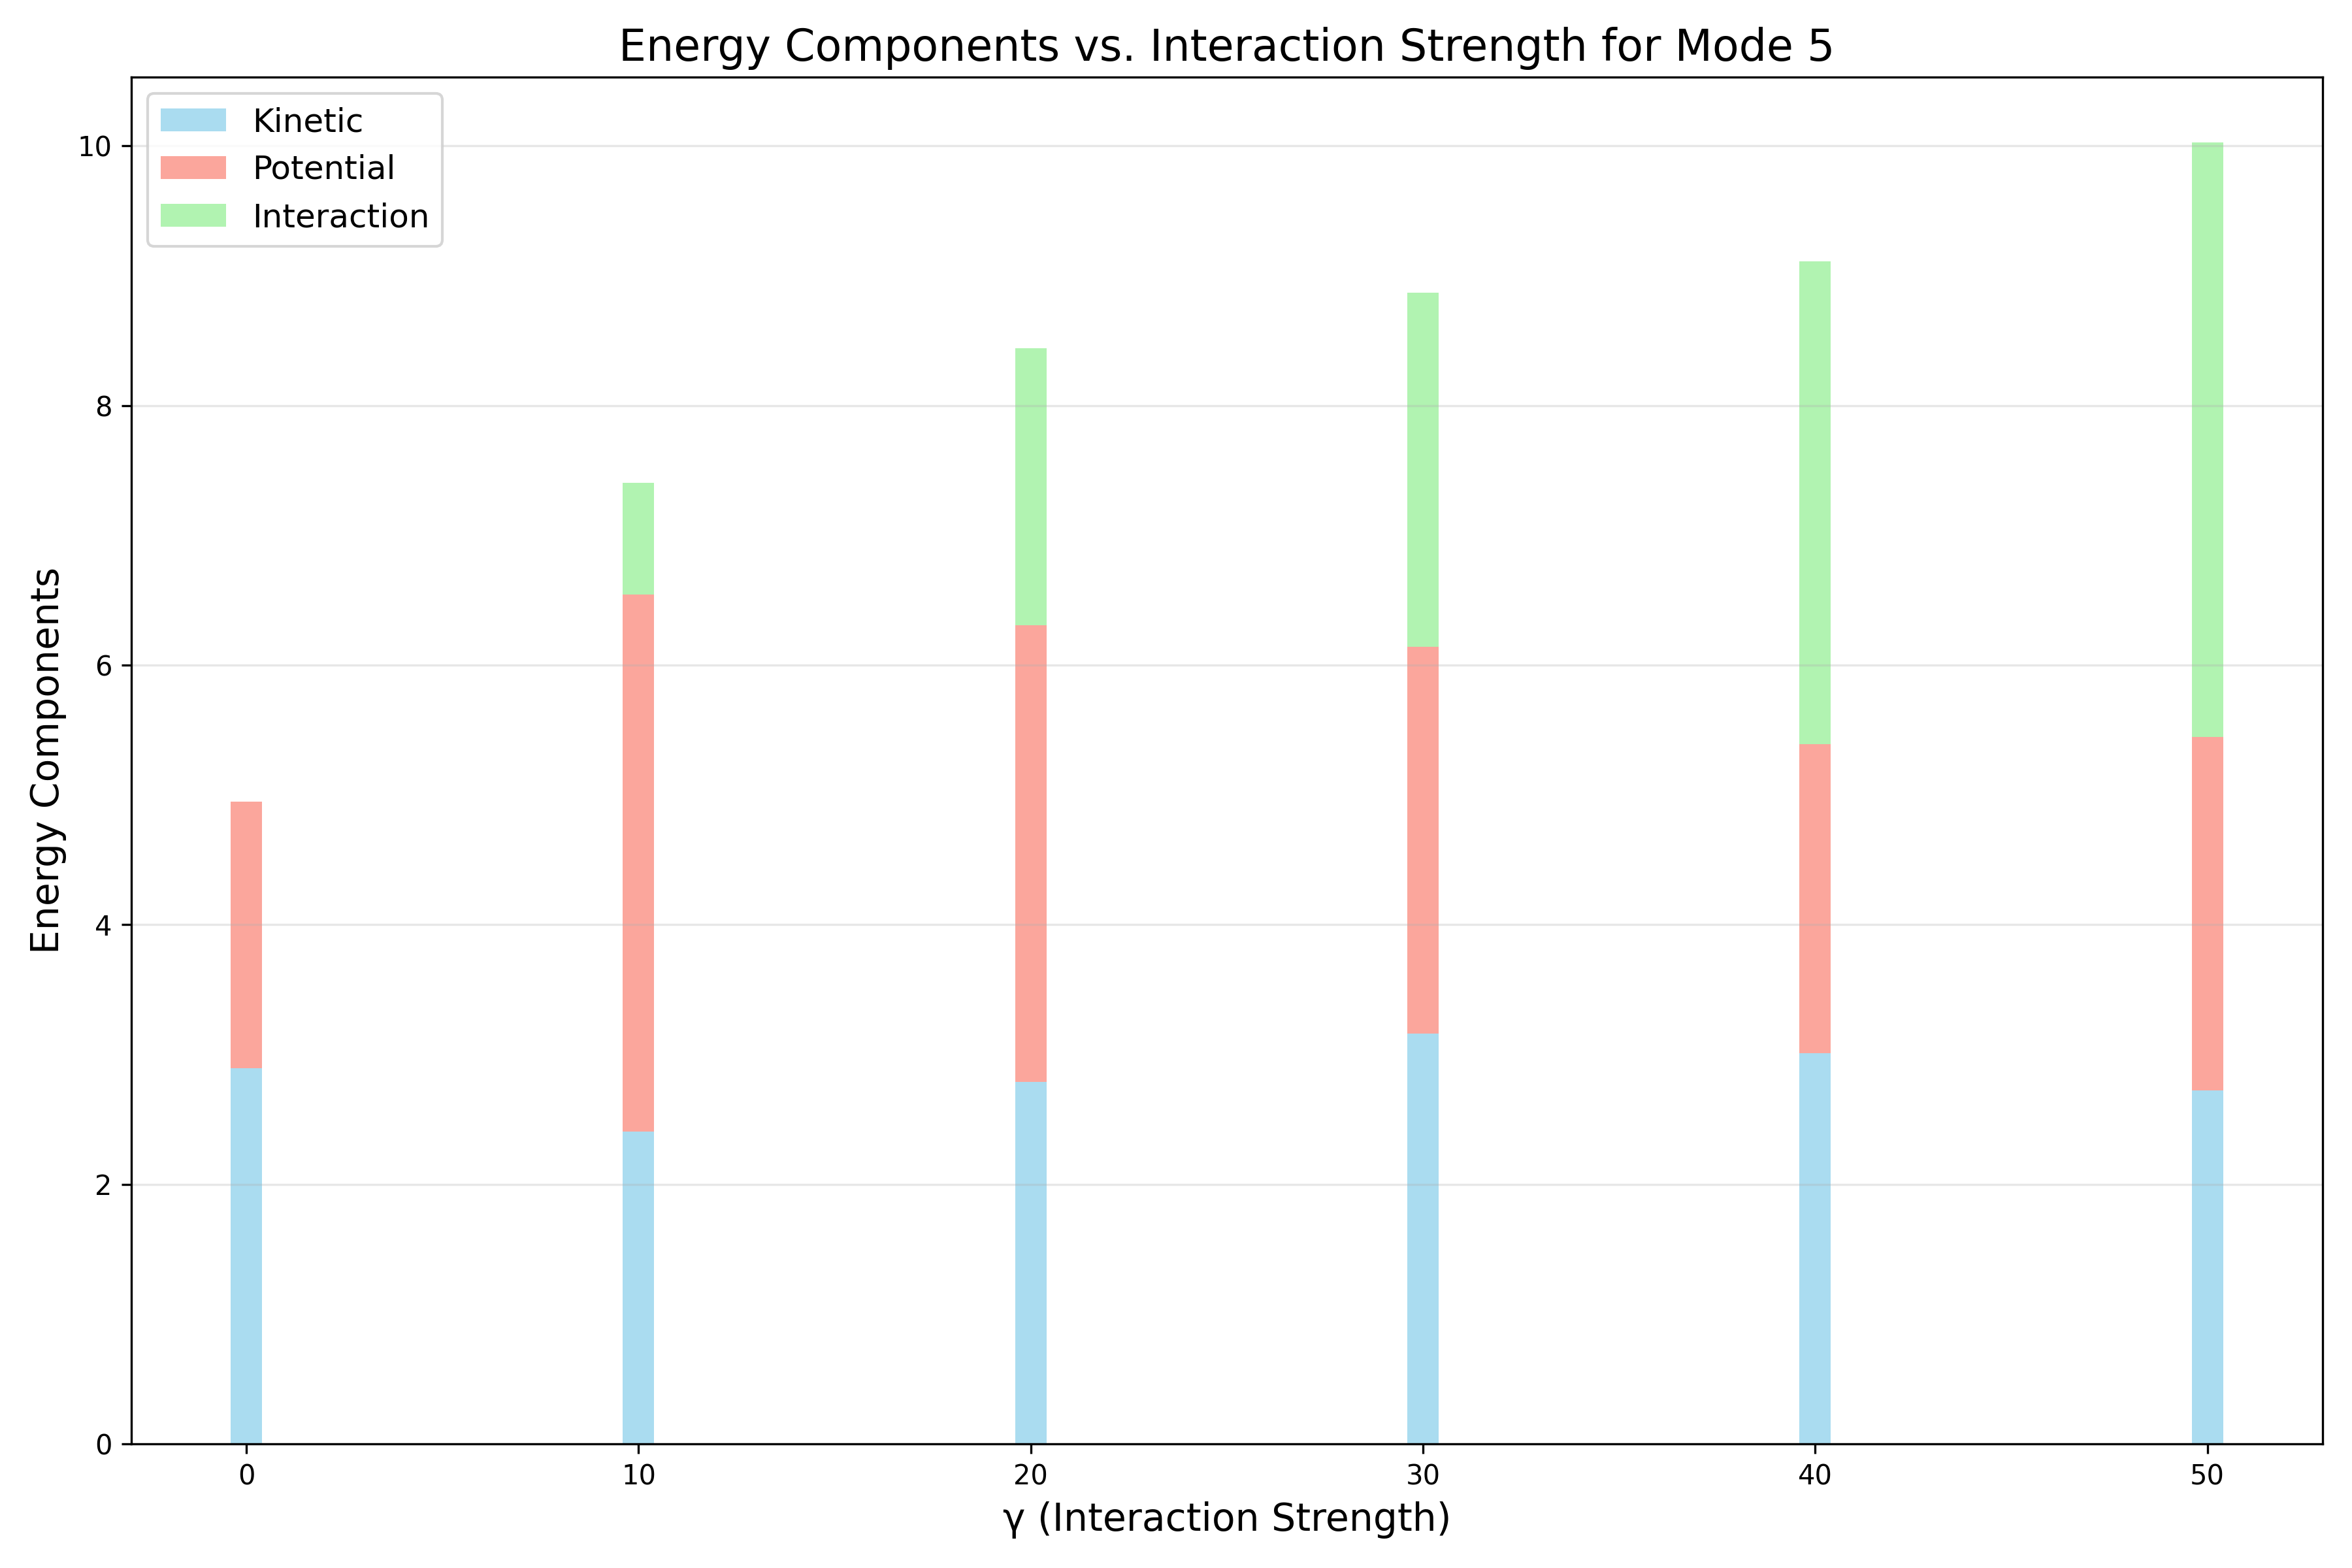 Energy Components vs. Interaction Strength for Mode 5
Kinetic
Potential
Interaction
Energy Components
10
8
6
4
2
0
0 10 20 30 40 50
γ (Interaction Strength)